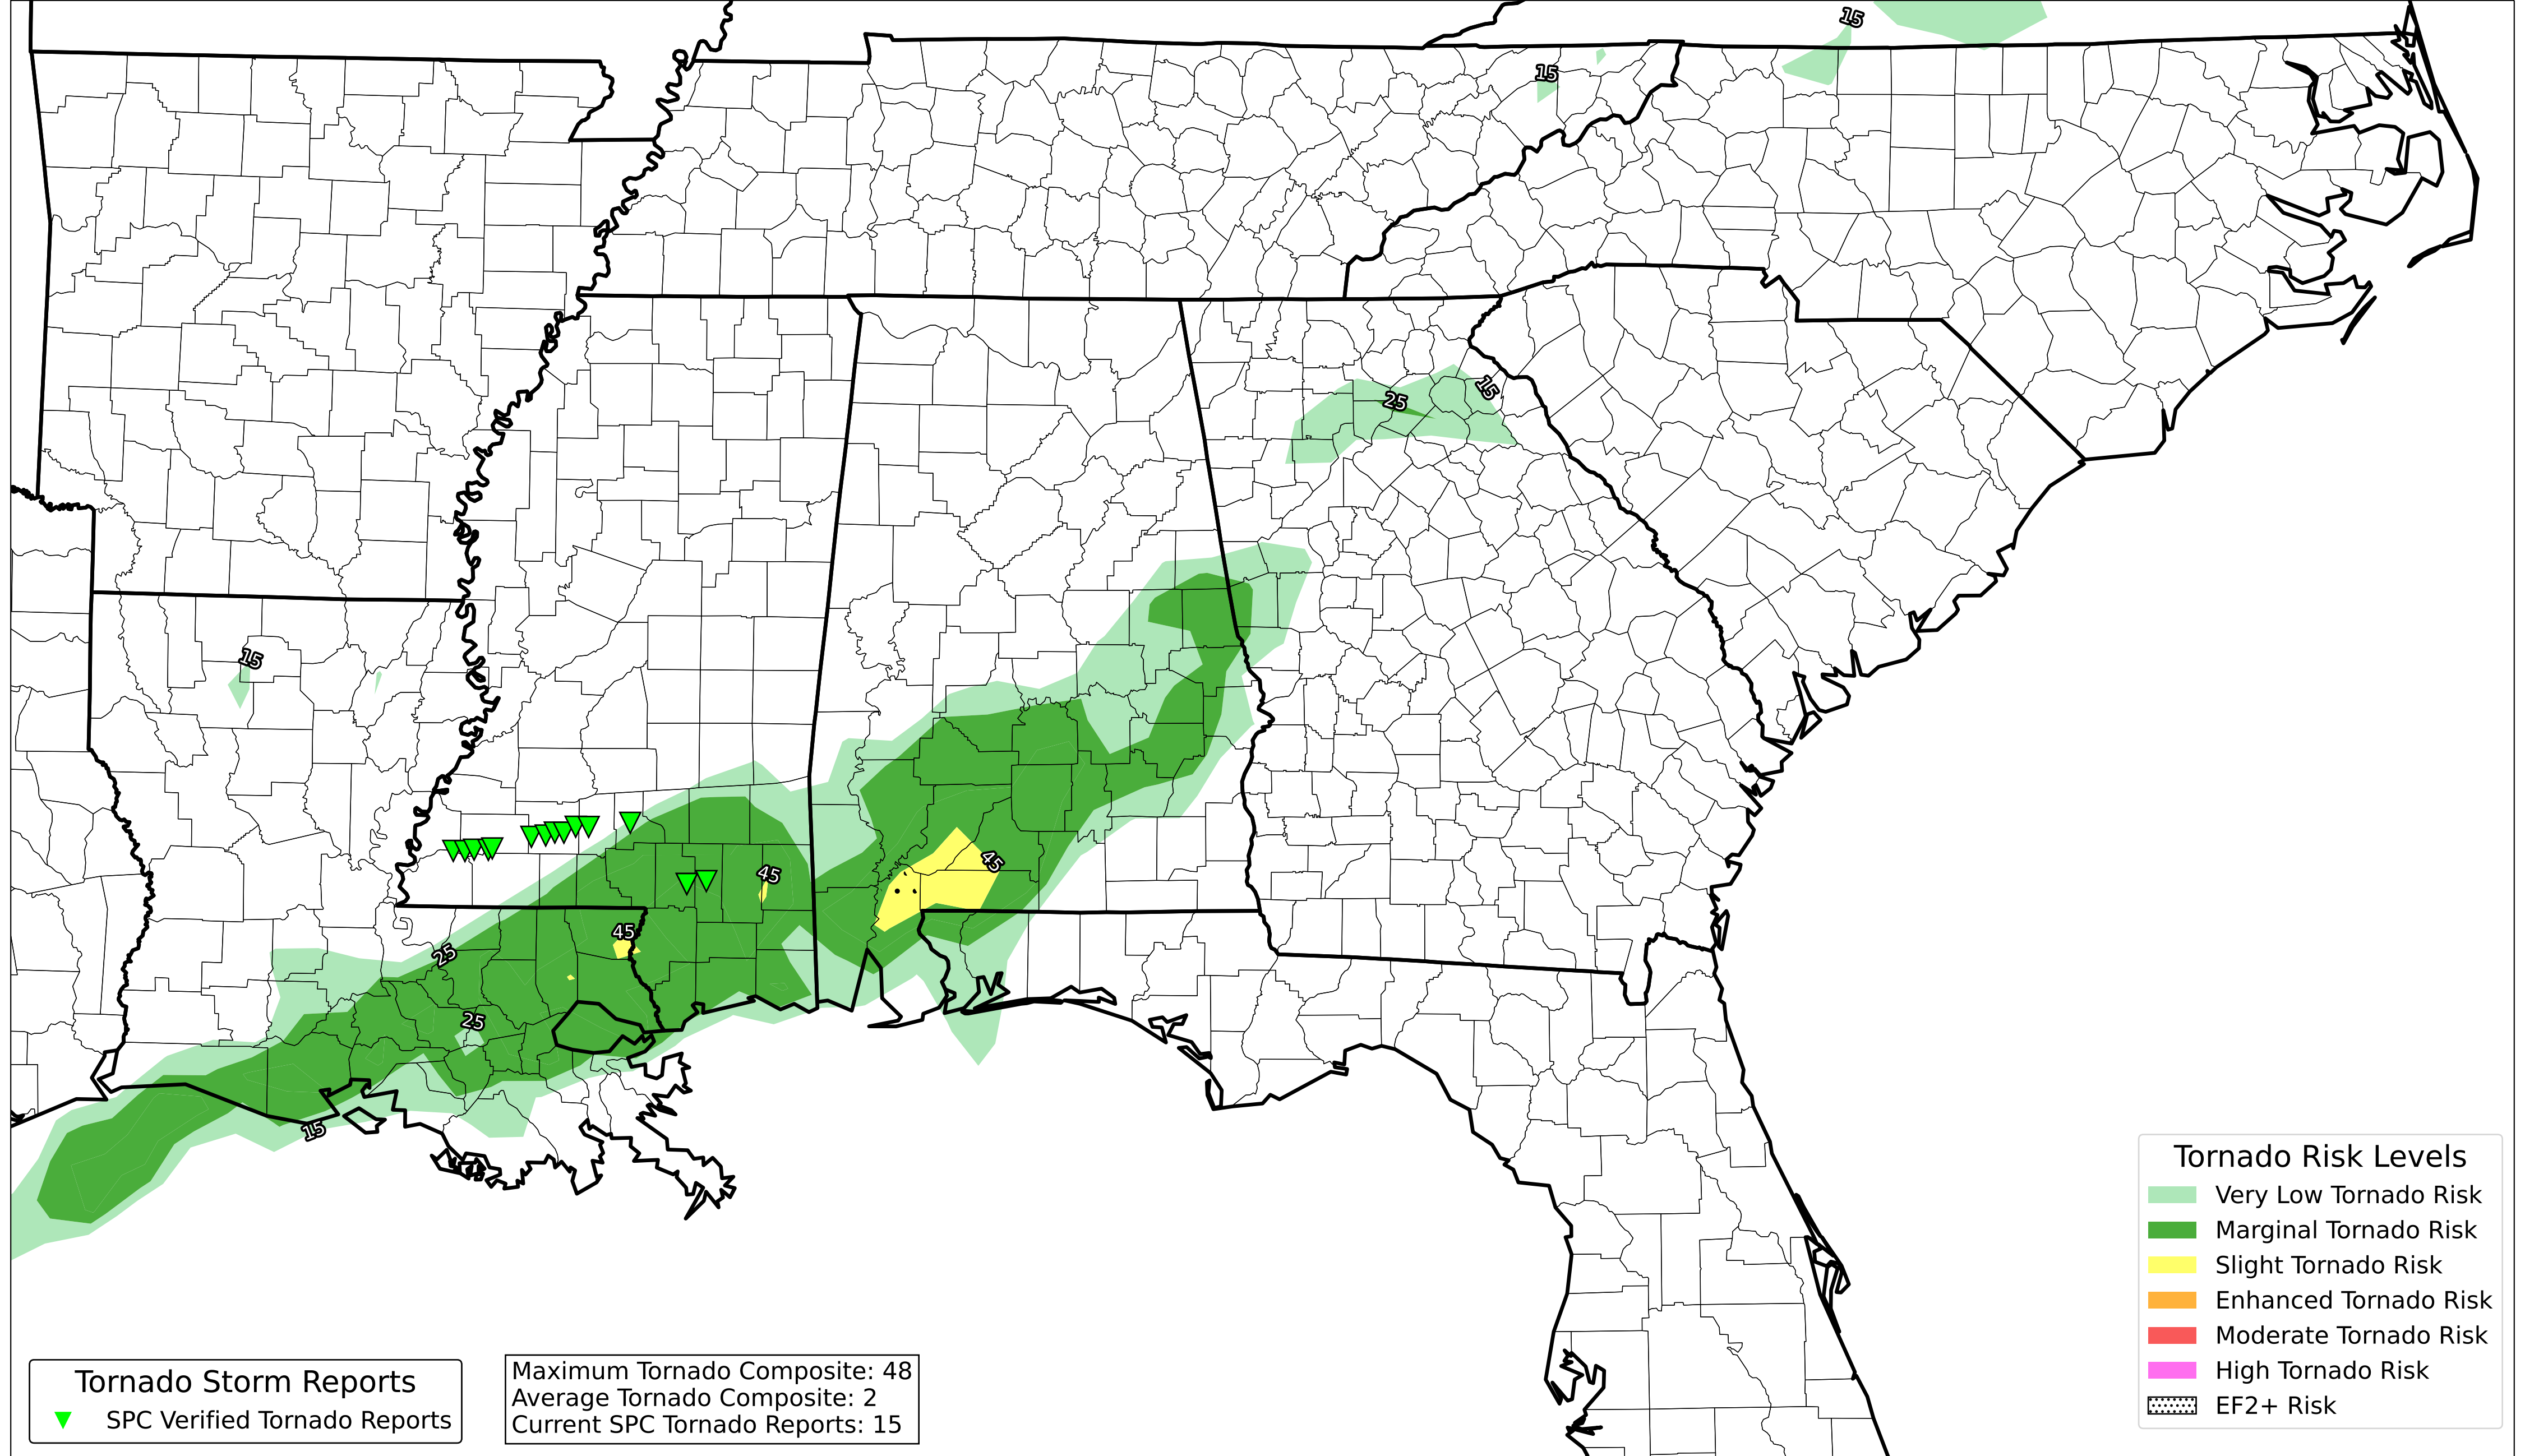 15
15
25
15
15
45
45
45
25
25
15
Tornado Risk Levels
Very Low Tornado Risk
Marginal Tornado Risk
Slight Tornado Risk
Enhanced Tornado Risk
Moderate Tornado Risk
High Tornado Risk
EF2+ Risk
Tornado Storm Reports
SPC Verified Tornado Reports
Maximum Tornado Composite: 48
Average Tornado Composite: 2
Current SPC Tornado Reports: 15